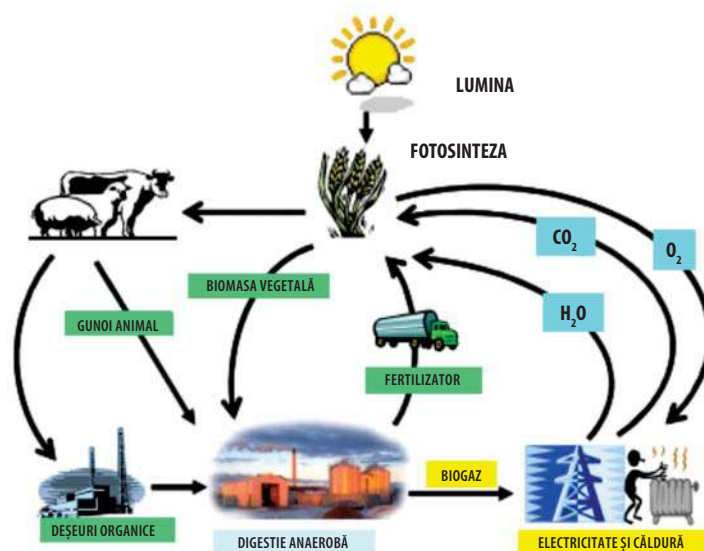 LUMINA
FOTOSINTEZA
CO₂
O₂
BIOMASA VEGETALĂ
H₂O
GUNOI ANIMAL
FERTILIZATOR
BIOGAZ
DEȘEURI ORGANICE
DIGESTIE ANAEROBĂ
ELECTRICITATE ȘI CĂLDURĂ